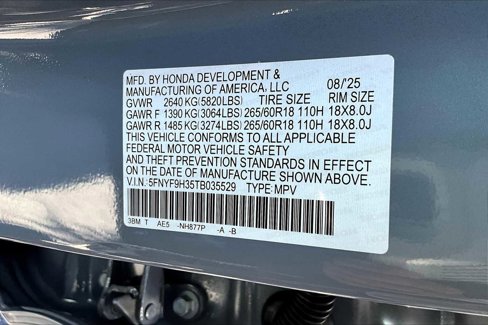 MFD. BY HONDA DEVELOPMENT &
MANUFACTURING OF AMERICA, LLC 08/'25
GVWR 2640 KG(5820LBS) TIRE SIZE RIM SIZE
GAWR F 1390 KG(3064LBS) 265/60R18 110H 18X8.0J
GAWR R 1485 KG(3274LBS) 265/60R18 110H 18X8.0J
THIS VEHICLE CONFORMS TO ALL APPLICABLE
FEDERAL MOTOR VEHICLE SAFETY
AND THEFT PREVENTION STANDARDS IN EFFECT
ON THE DATE OF MANUFACTURE SHOWN ABOVE.
V.I.N. 5FNYF9H35TB035529 TYPE: MPV
3BM T AE5 -NH877P -A -B